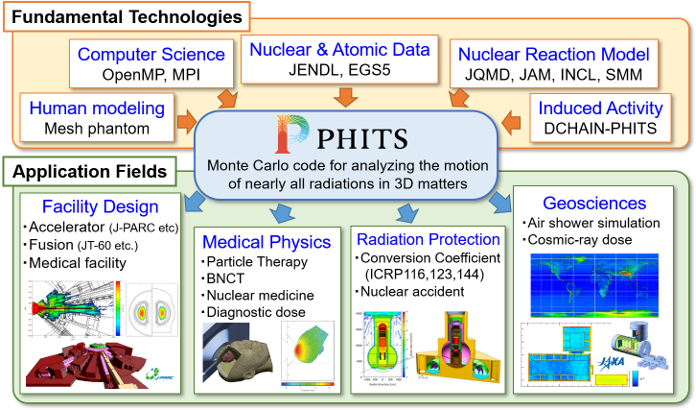 Fundamental Technologies
Computer Science
OpenMP, MPI
Nuclear & Atomic Data
JENDL, EGS5
Nuclear Reaction Model
JQMD, JAM, INCL, SMM
Human modeling
Mesh phantom
Induced Activity
DCHAIN-PHITS
PHITS
Monte Carlo code for analyzing the motion
of nearly all radiations in 3D matters
Application Fields
Facility Design
・Accelerator (J-PARC etc)
・Fusion (JT-60 etc.)
・Medical facility
J-PARC
Medical Physics
・Particle Therapy
・BNCT
・Nuclear medicine
・Diagnostic dose
Radiation Protection
・Conversion Coefficient
(ICRP116,123,144)
・Nuclear accident
Geosciences
・Air shower simulation
・Cosmic-ray dose
JAXA